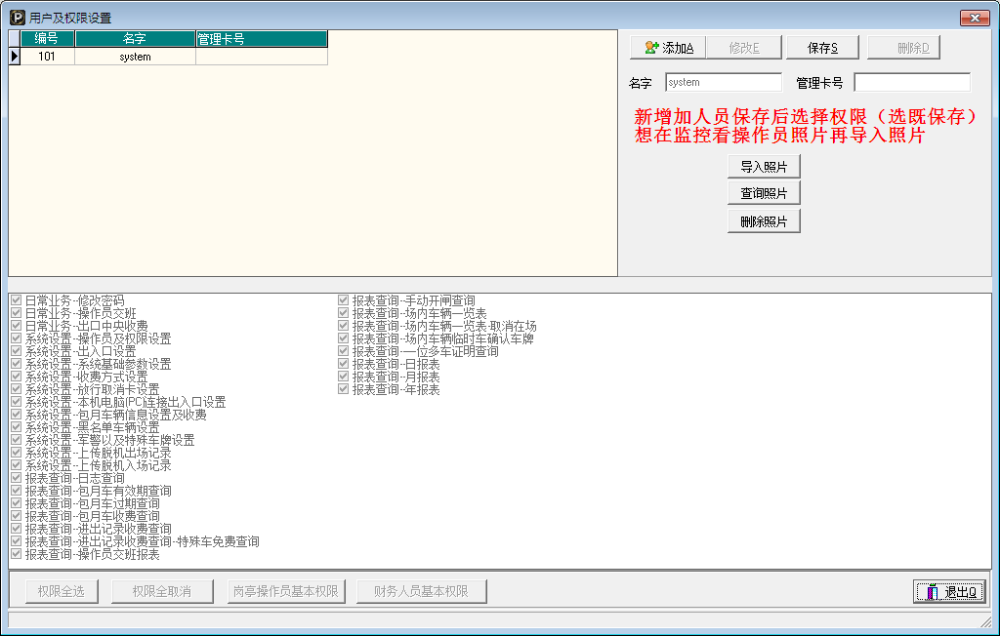 用户及权限设置
编号 名字 管理卡号
101 system
添加A 修改E 保存S 删除D
名字 system 管理卡号
新增加人员保存后选择权限（选既保存）
想在监控看操作员照片再导入照片
导入照片
查询照片
删除照片
日常业务--修改密码
日常业务--操作员交班
日常业务--出口中央收费
系统设置--操作员及权限设置
系统设置--出入口设置
系统设置--系统基础参数设置
系统设置--收费方式设置
系统设置--放行取消卡设置
系统设置--本机电脑(PC)连接出入口设置
系统设置--包月车辆信息设置及收费
系统设置--黑名单车辆设置
系统设置--军警以及特殊车牌设置
系统设置--上传脱机出场记录
系统设置--上传脱机入场记录
报表查询--日志查询
报表查询--包月车有效期查询
报表查询--包月车过期查询
报表查询--包月车收费查询
报表查询--进出记录收费查询
报表查询--进出记录收费查询--特殊车免费查询
报表查询--操作员交班报表
报表查询--手动开闸查询
报表查询--场内车辆一览表
报表查询--场内车辆一览表-取消在场
报表查询--场内车辆临时车确认车牌
报表查询--一位多车证明查询
报表查询--日报表
报表查询--月报表
报表查询--年报表
权限全选 权限全取消 岗亭操作员基本权限 财务人员基本权限 退出Q